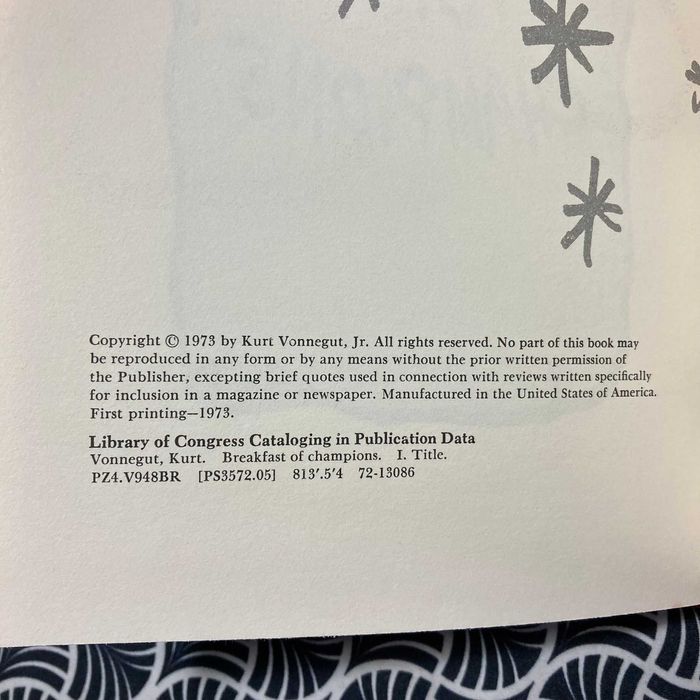 Copyright © 1973 by Kurt Vonnegut, Jr. All rights reserved. No part of this book may
be reproduced in any form or by any means without the prior written permission of
the Publisher, excepting brief quotes used in connection with reviews written specifically
for inclusion in a magazine or newspaper. Manufactured in the United States of America.
First printing—1973.
Library of Congress Cataloging in Publication Data
Vonnegut, Kurt. Breakfast of champions. I. Title.
PZ4.V948BR [PS3572.05] 813'.5'4 72-13086